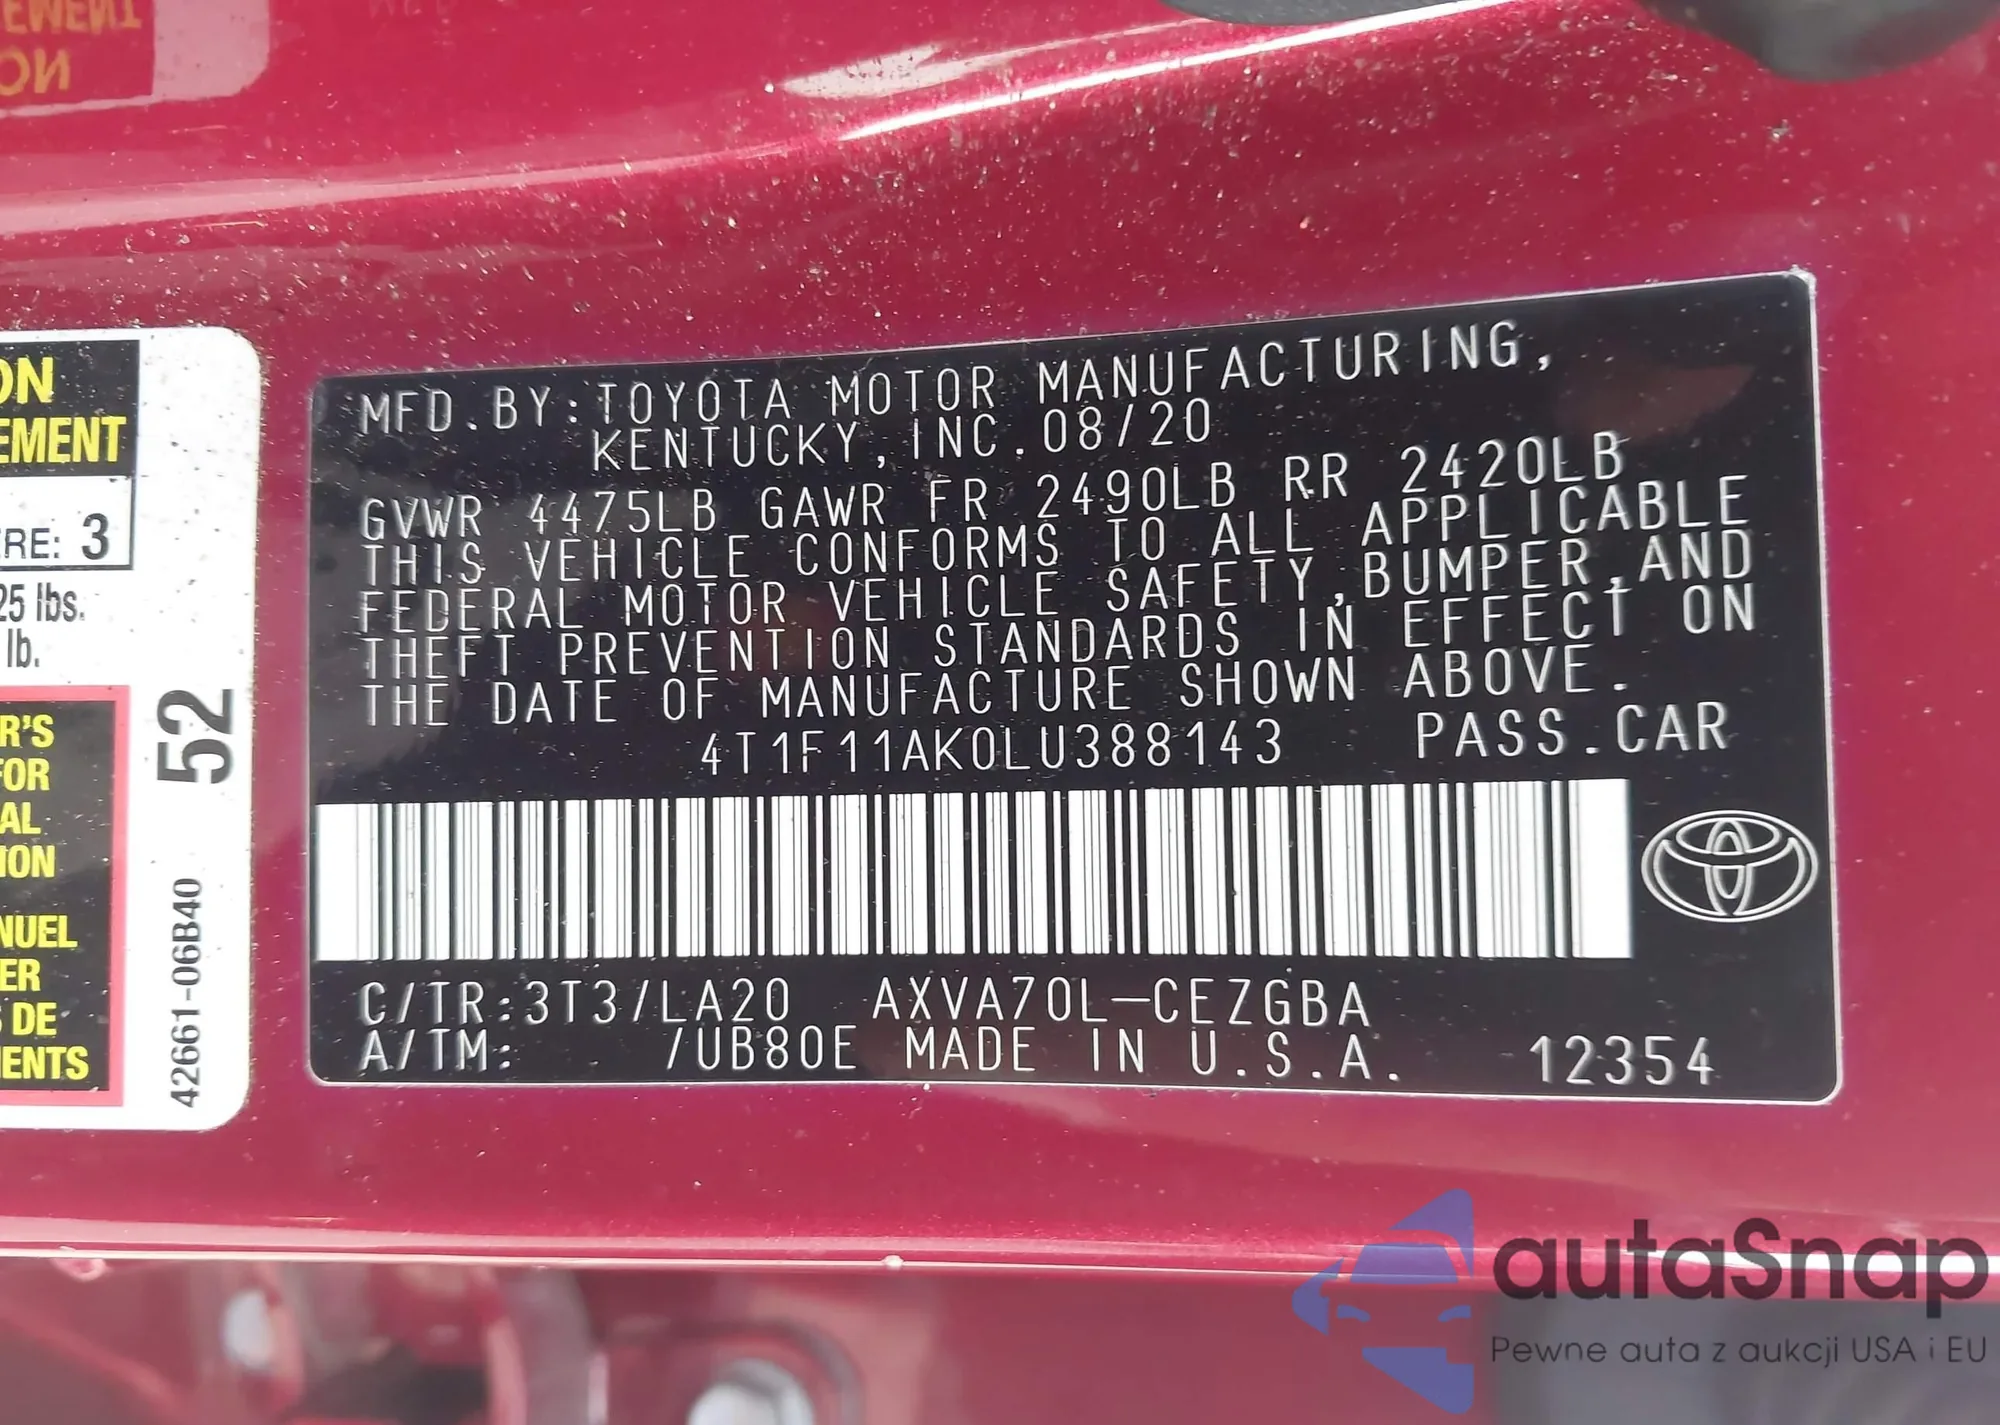 ON
EMENT
RE: 3
25 lbs.
lb.
R'S
FOR
AL
ION
NUEL
ER
S DE
MENTS
52
42661-06B40
MFD.BY:TOYOTA MOTOR MANUFACTURING,
KENTUCKY,INC.08/20
GVWR 4475LB GAWR FR 2490LB RR 2420LB
THIS VEHICLE CONFORMS TO ALL APPLICABLE
FEDERAL MOTOR VEHICLE SAFETY,BUMPER,AND
THEFT PREVENTION STANDARDS IN EFFECT ON
THE DATE OF MANUFACTURE SHOWN ABOVE.
4T1F11AK0LU388143 PASS.CAR
C/TR:3T3/LA20 AXVA70L-CEZGBA
A/TM: /UB80E MADE IN U.S.A. 12354
autaSnap
Pewne auta z aukcji USA i EU